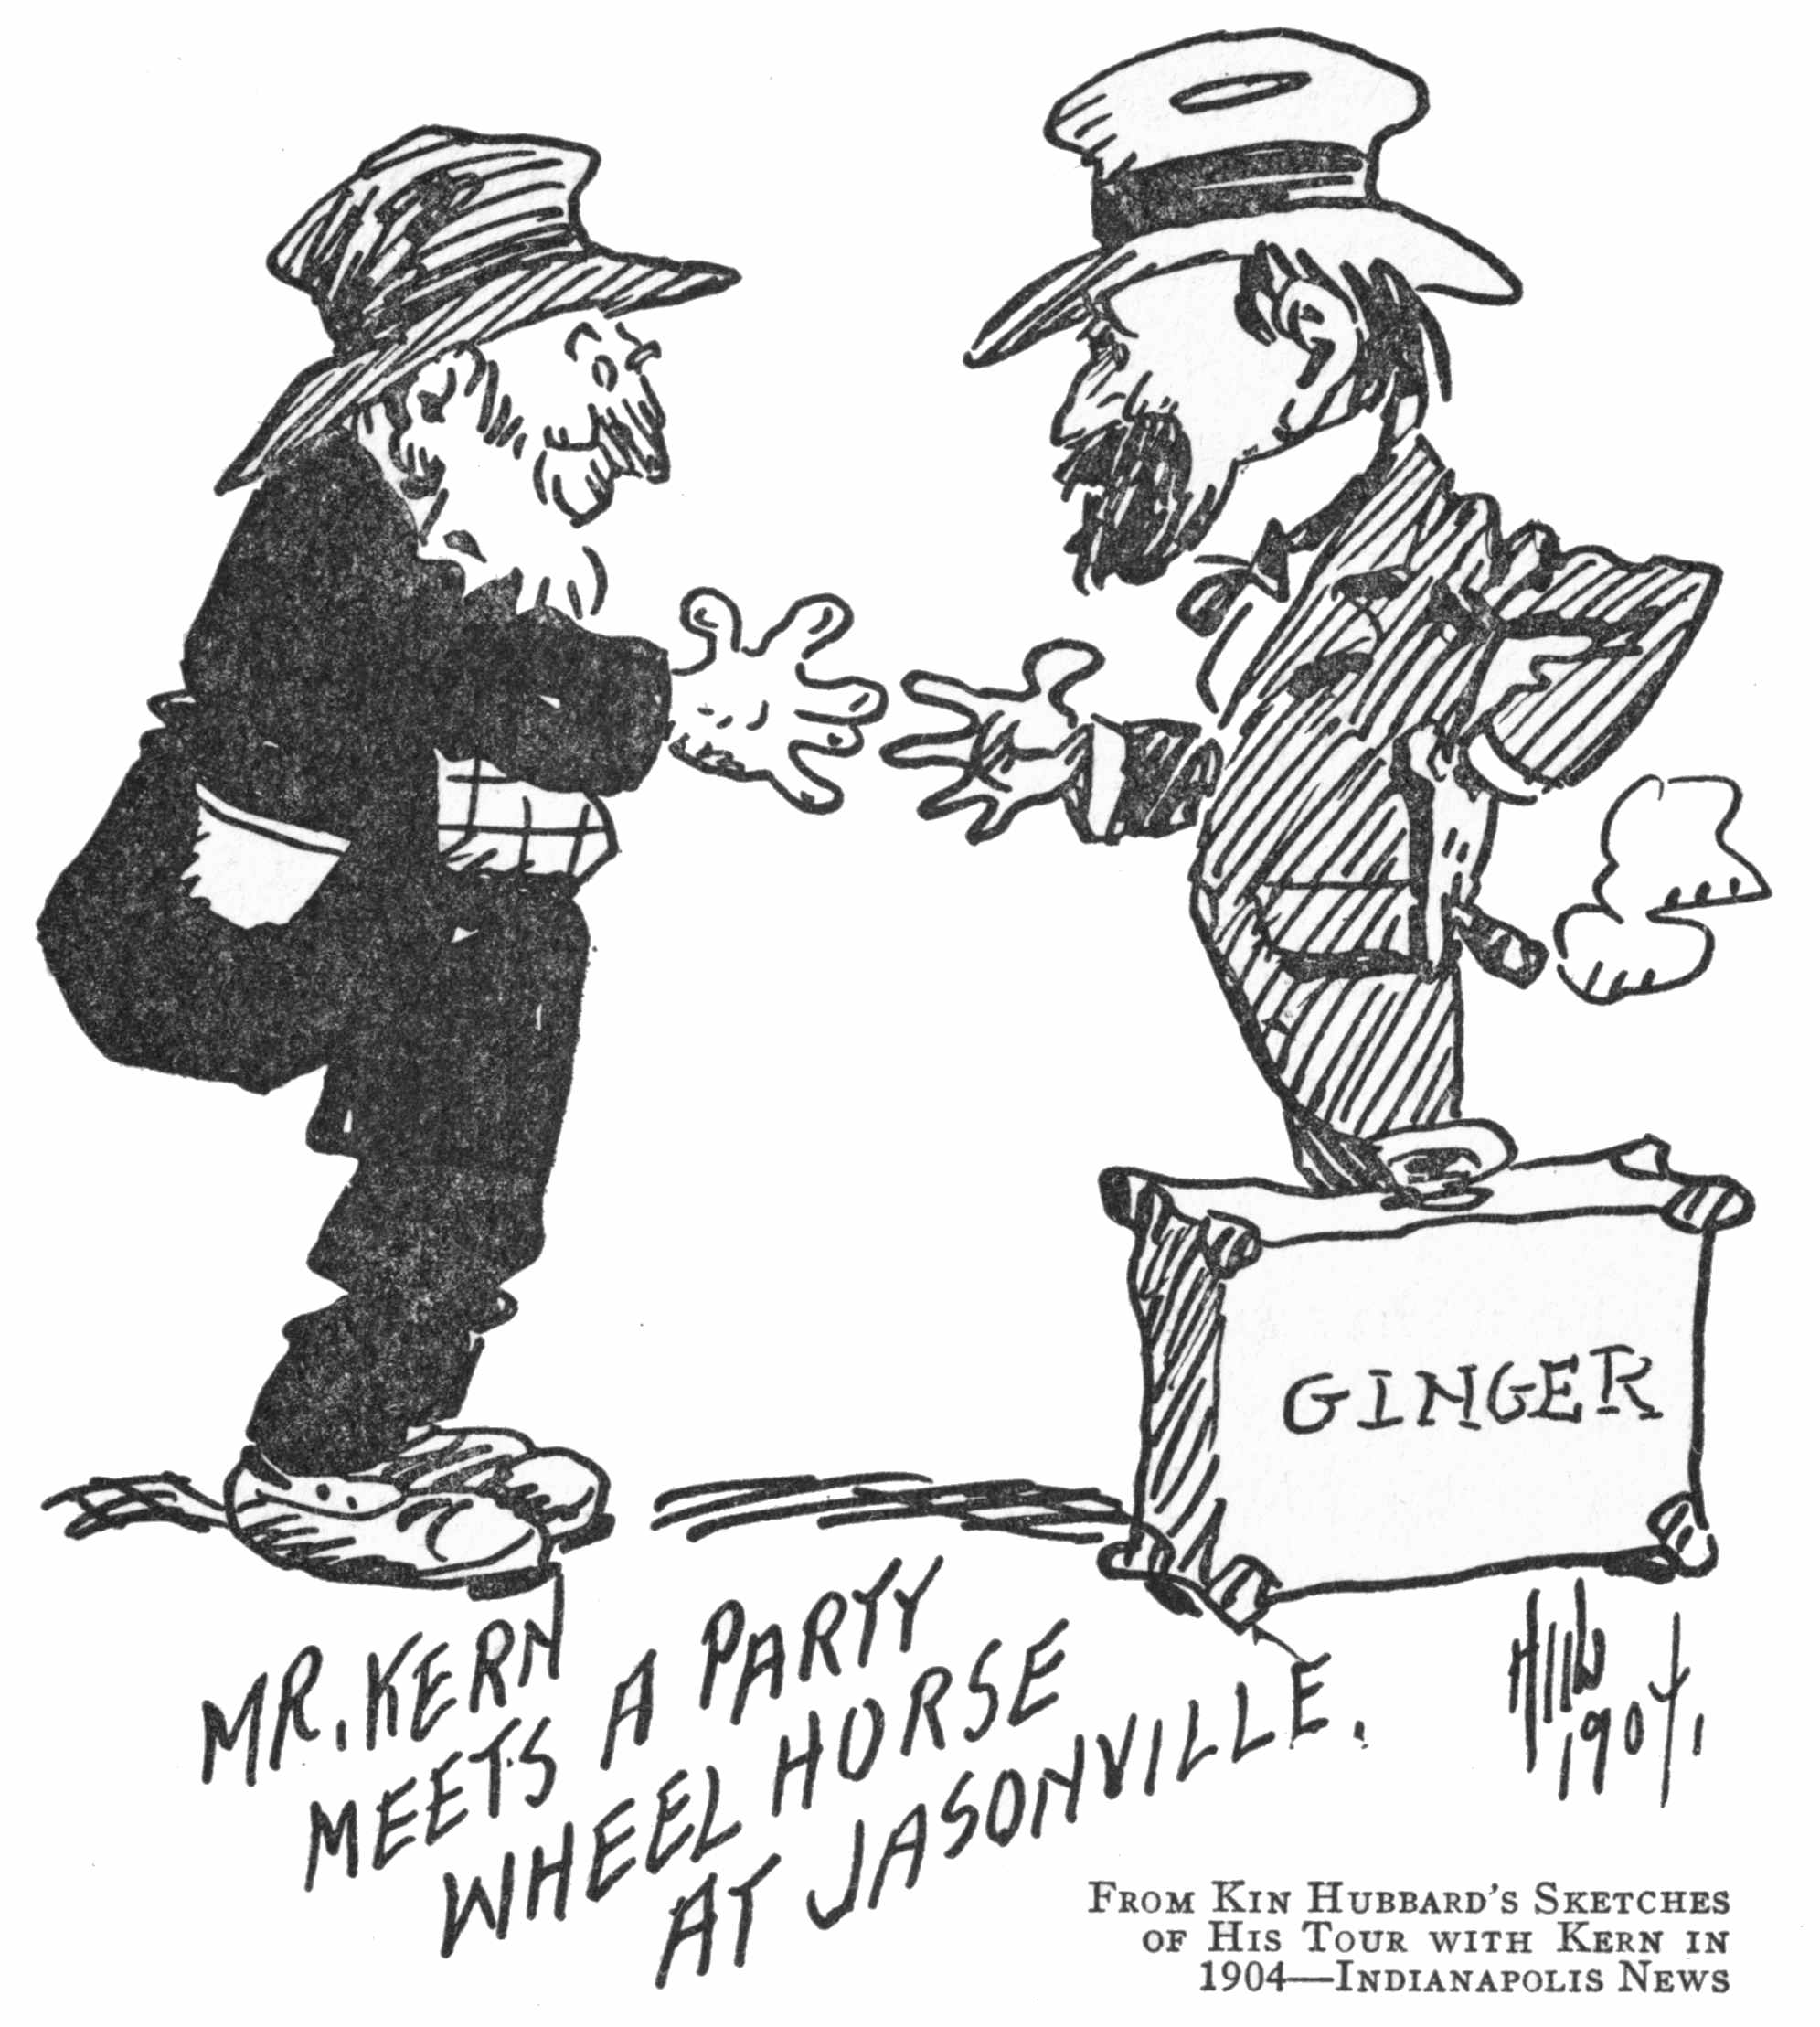 GINGER
MR. KERN
MEETS A PARTY
WHEEL HORSE
AT JASONVILLE.
1904.
FROM KIN HUBBARD'S SKETCHES
OF HIS TOUR WITH KERN IN
1904—INDIANAPOLIS NEWS